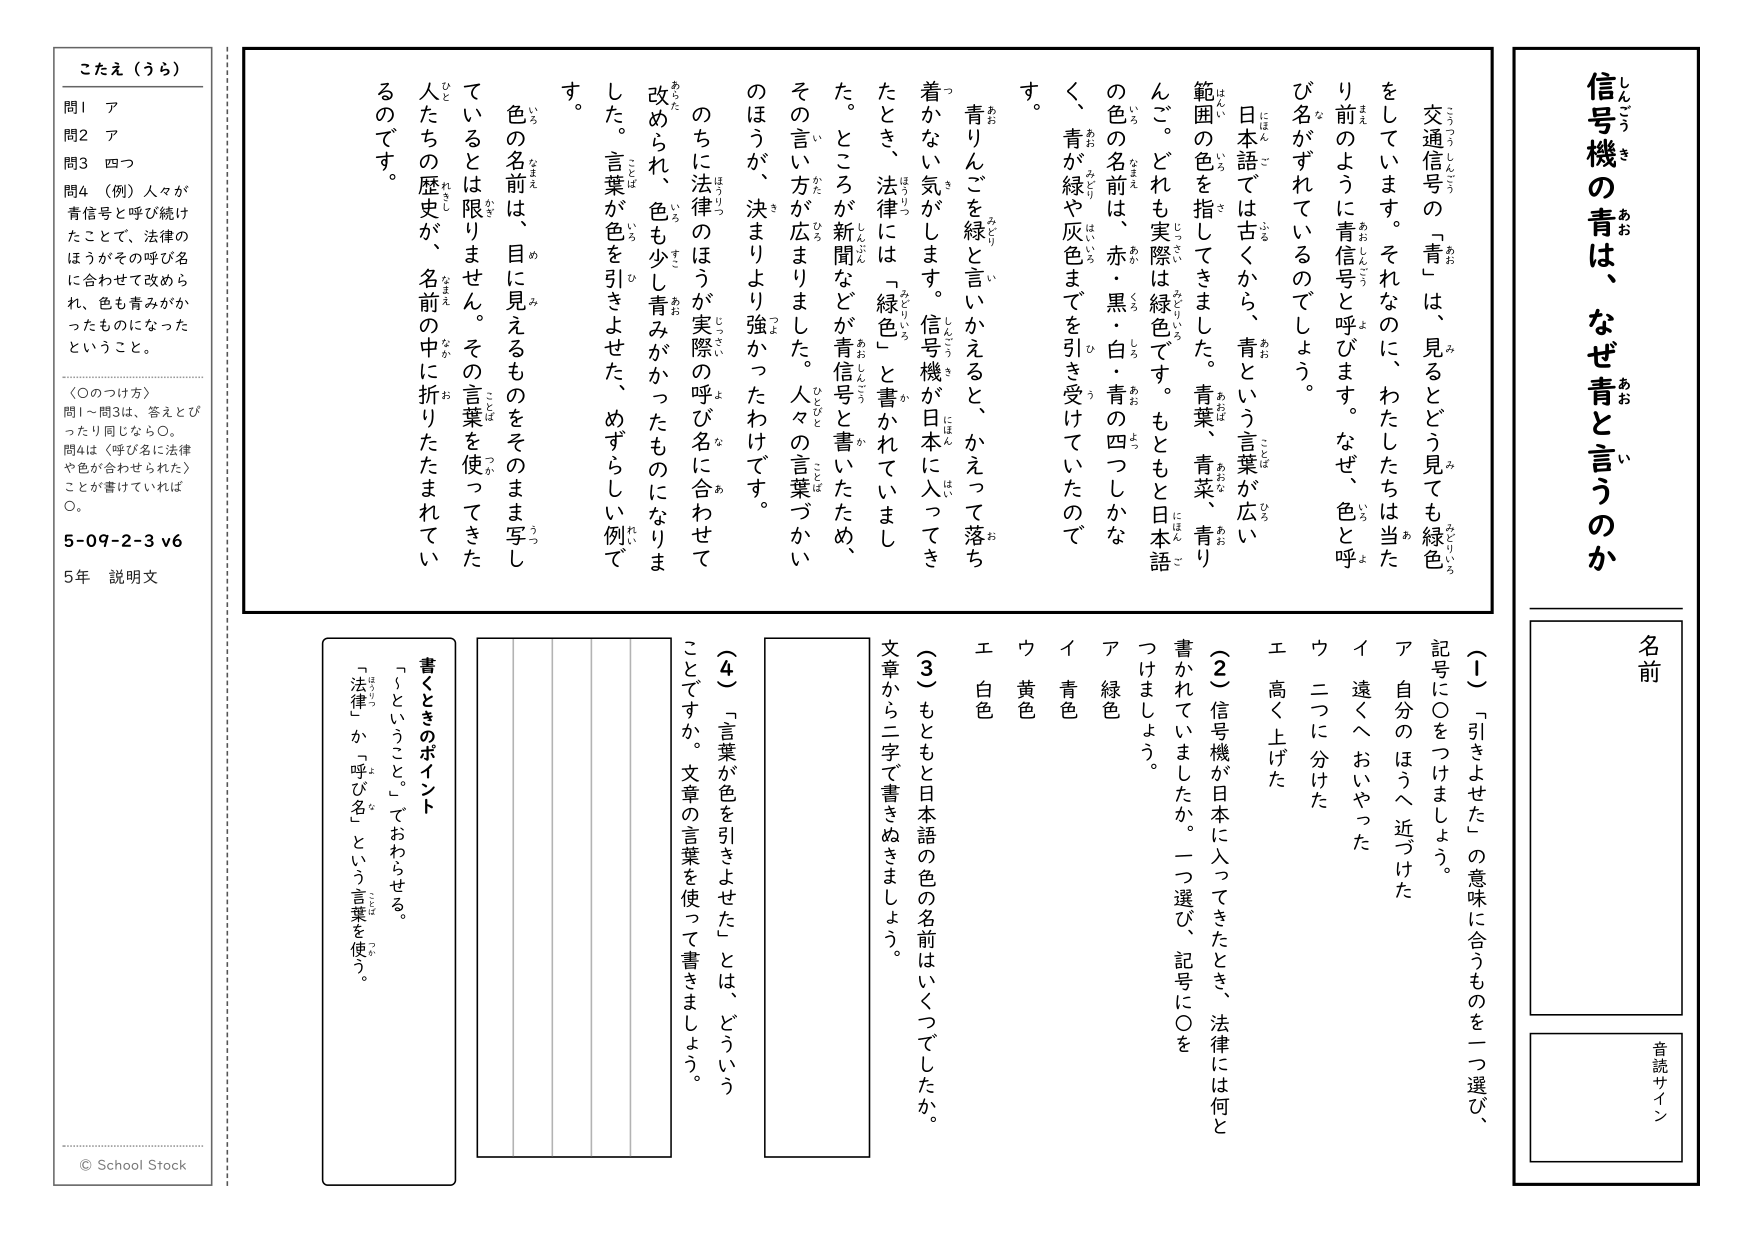 信号機の青は、なぜ青と言うのか
名前
音読サイン
交通信号の「青」は、見るとどう見ても緑色
をしています。それなのに、わたしたちは当た
り前のように青信号と呼びます。なぜ、色と呼
び名がずれているのでしょう。
日本語では古くから、青という言葉が広い
範囲の色を指してきました。青葉、青菜、青り
んご。どれも実際は緑色です。もともと日本語
の色の名前は、赤・黒・白・青の四つしかな
く、青が緑や灰色までを引き受けていたので
す。
青りんごを緑と言いかえると、かえって落ち
着かない気がします。信号機が日本に入ってき
たとき、法律には「緑色」と書かれていまし
た。ところが新聞などが青信号と書いたため、
その言い方が広まりました。人々の言葉づかい
のほうが、決まりより強かったわけです。
のちに法律のほうが実際の呼び名に合わせて
改められ、色も少し青みがかったものになりま
した。言葉が色を引きよせた、めずらしい例で
す。
色の名前は、目に見えるものをそのまま写し
ているとは限りません。その言葉を使ってきた
人たちの歴史が、名前の中に折りたたまれてい
るのです。
(1)「引きよせた」の意味に合うものを一つ選び、
記号に〇をつけましょう。
ア 自分の ほうへ 近づけた
イ 遠くへ おいやった
ウ 二つに 分けた
エ 高く 上げた
(2)信号機が日本に入ってきたとき、法律には何と
書かれていましたか。一つ選び、記号に〇を
つけましょう。
ア 緑色
イ 青色
ウ 黄色
エ 白色
(3)もともと日本語の色の名前はいくつでしたか。
文章から二字で書きぬきましょう。
(4)「言葉が色を引きよせた」とは、どういう
ことですか。文章の言葉を使って書きましょう。
書くときのポイント
「～ということ。」でおわらせる。
「法律」か「呼び名」という言葉を使う。
こたえ（うら）
問1 ア
問2 ア
問3 四つ
問4 （例）人々が
青信号と呼び続け
たことで、法律の
ほうがその呼び名
に合わせて改めら
れ、色も青みがか
ったものになった
ということ。
〈〇のつけ方〉
問1～問3は、答えとぴ
ったり同じなら〇。
問4は〈呼び名に法律
や色が合わせられた〉
ことが書けていれば
〇。
5-09-2-3 v6
5年 説明文
© School Stock